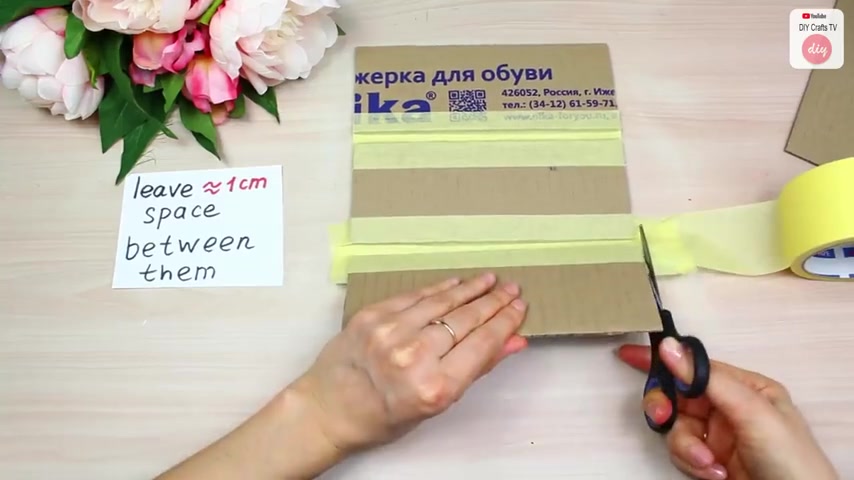 YouTube
DIY Crafts TV
diy
жерка для обуви
ika®
426052, Россия, г. Иже
тел.: (34-12) 61-59-71
leave ≈1cm
space
between
them